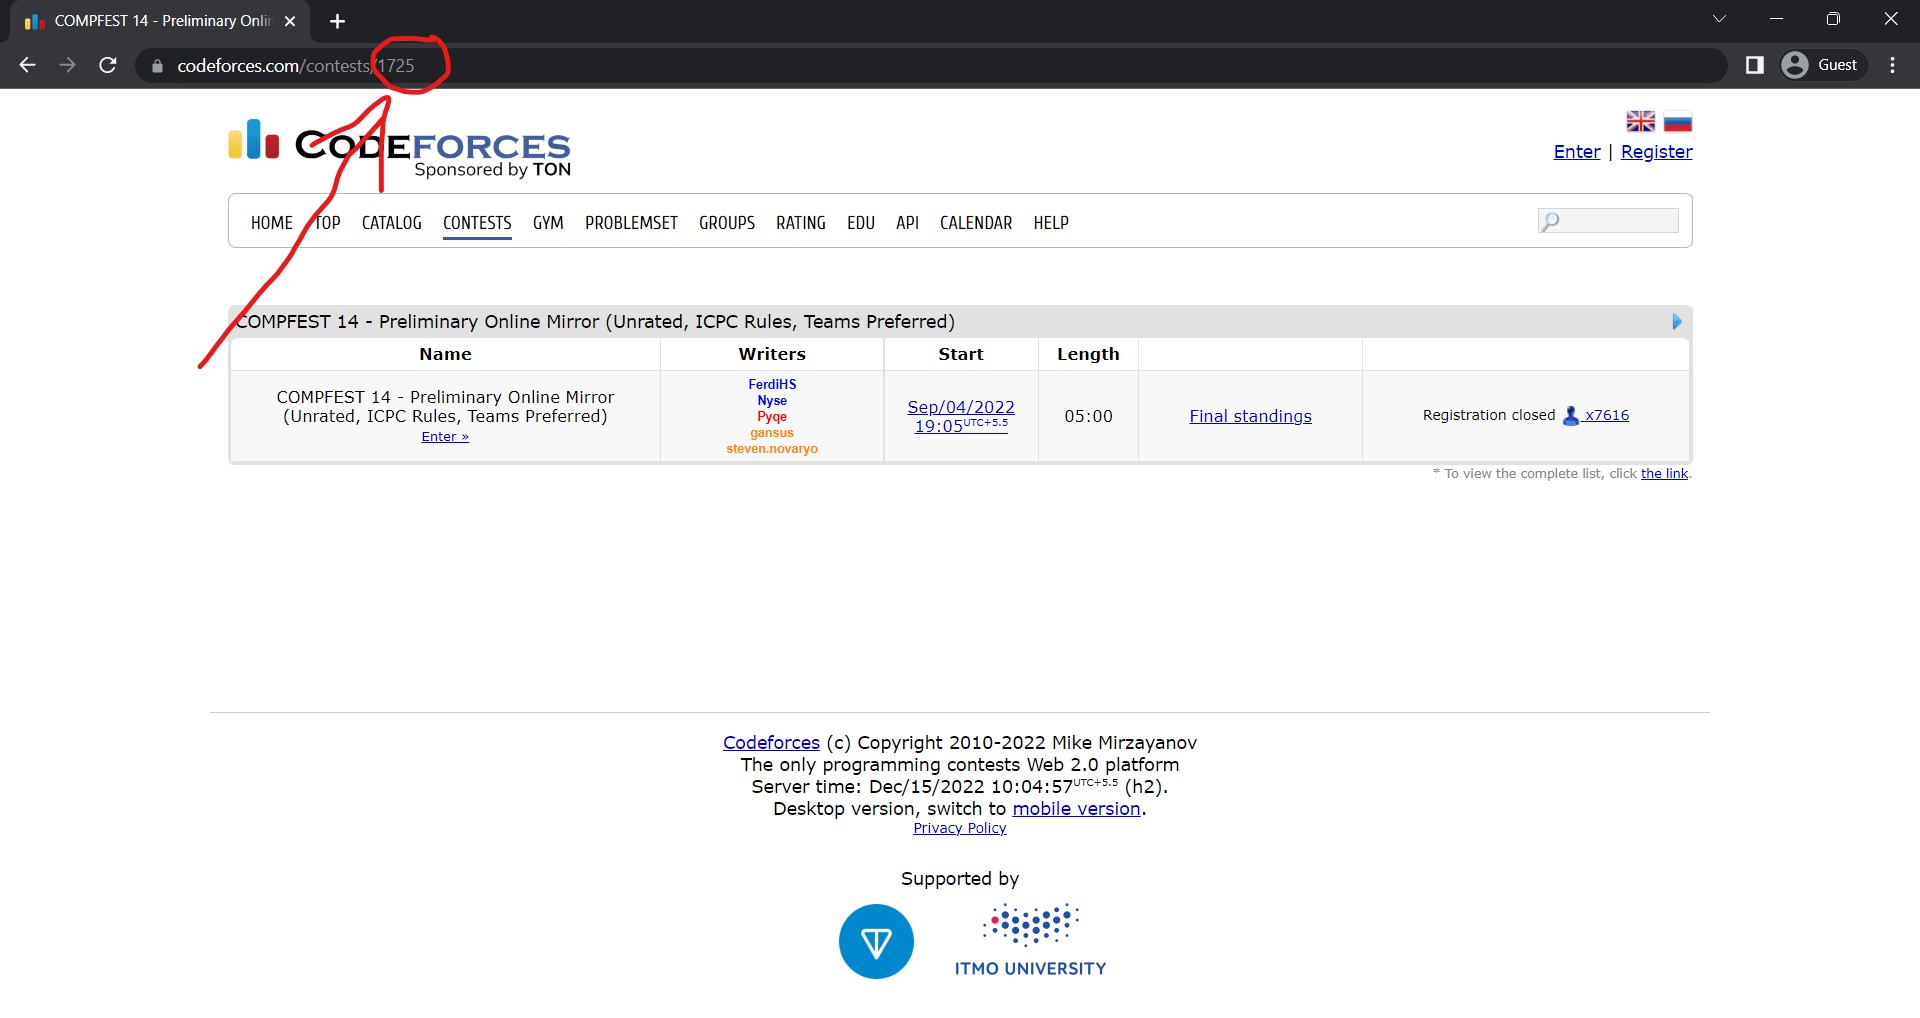 COMPFEST 14 - Preliminary Onlin
codeforces.com/contests/1725
Guest
CODEFORCES
Sponsored by TON
Enter | Register
HOME TOP CATALOG CONTESTS GYM PROBLEMSET GROUPS RATING EDU API CALENDAR HELP
COMPFEST 14 - Preliminary Online Mirror (Unrated, ICPC Rules, Teams Preferred)
Name Writers Start Length
COMPFEST 14 - Preliminary Online Mirror
(Unrated, ICPC Rules, Teams Preferred)
Enter »
FerdiHS
Nyse
Pyqe
gansus
steven.novaryo
Sep/04/2022
19:05 UTC+5.5
05:00
Final standings
Registration closed x7616
* To view the complete list, click the link.
Codeforces (c) Copyright 2010-2022 Mike Mirzayanov
The only programming contests Web 2.0 platform
Server time: Dec/15/2022 10:04:57 UTC+5.5 (h2).
Desktop version, switch to mobile version.
Privacy Policy
Supported by
ITMO UNIVERSITY